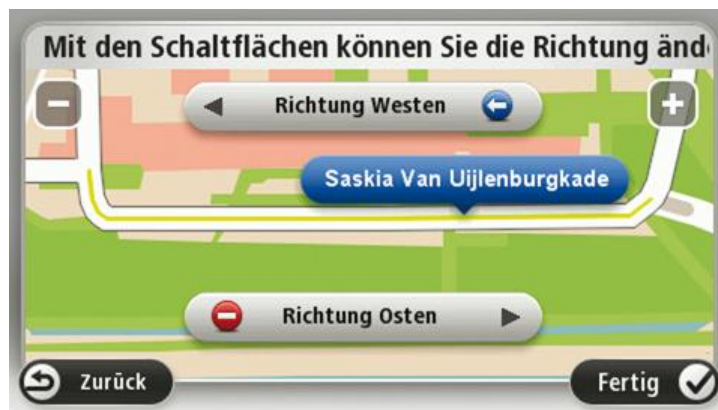 Mit den Schaltflächen können Sie die Richtung änd
Richtung Westen
Saskia Van Uijlenburgkade
Richtung Osten
Zurück
Fertig